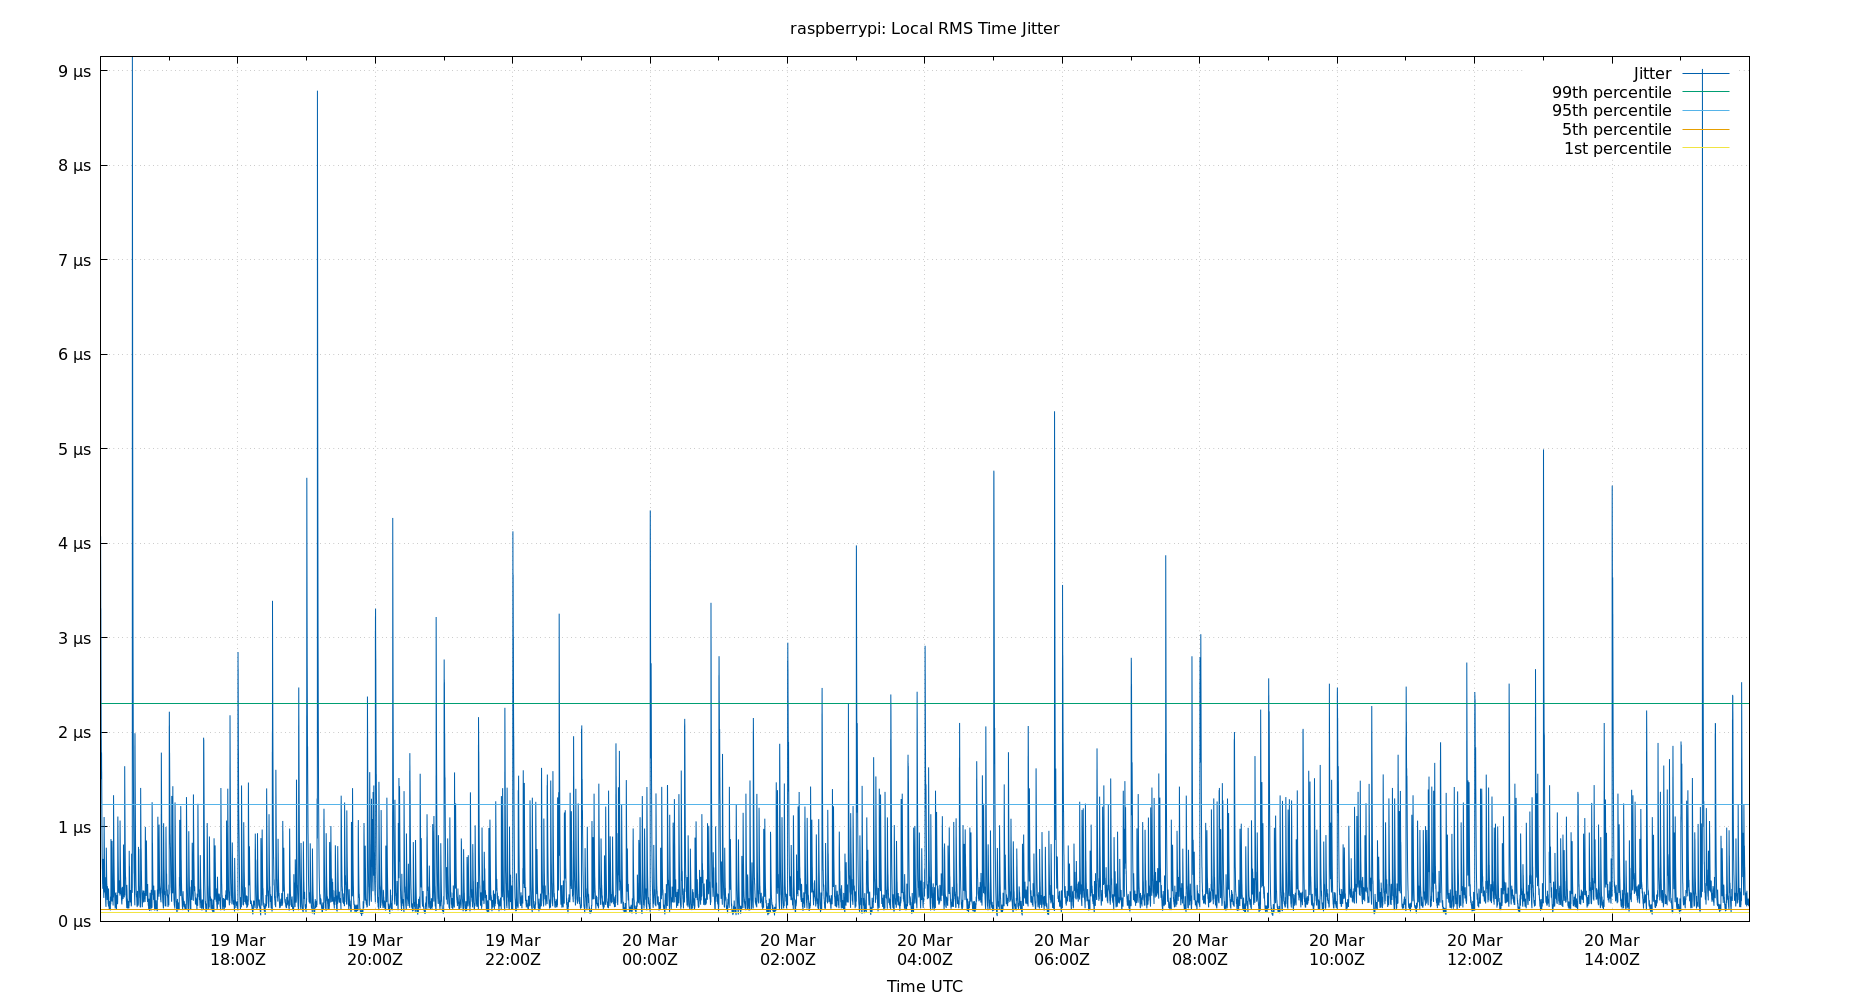 raspberrypi: Local RMS Time Jitter
9 µs
8 µs
7 µs
6 µs
5 µs
4 µs
3 µs
2 µs
1 µs
0 µs
Jitter
99th percentile
95th percentile
5th percentile
1st percentile
19 Mar
18:00Z
19 Mar
20:00Z
19 Mar
22:00Z
20 Mar
00:00Z
20 Mar
02:00Z
20 Mar
04:00Z
20 Mar
06:00Z
20 Mar
08:00Z
20 Mar
10:00Z
20 Mar
12:00Z
20 Mar
14:00Z
Time UTC